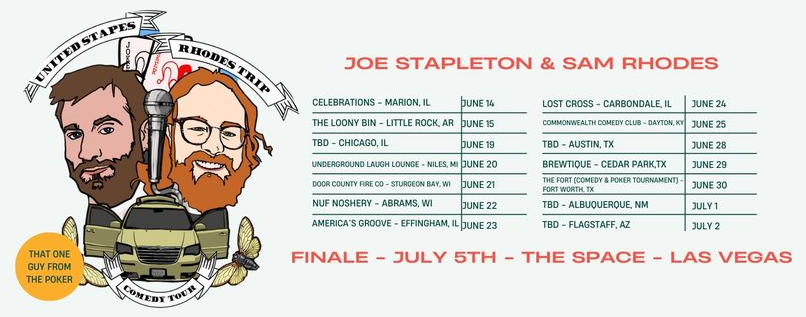 UNITED STAPES
RHODES TRIP
JOE STAPLETON & SAM RHODES
CELEBRATIONS - MARION, IL JUNE 14
THE LOONY BIN - LITTLE ROCK, AR JUNE 15
TBD - CHICAGO, IL JUNE 19
UNDERGROUND LAUGH LOUNGE - NILES, MI JUNE 20
DOOR COUNTY FIRE CO - STURGEON BAY, WI JUNE 21
NUF NOSHERY - ABRAMS, WI JUNE 22
AMERICA'S GROOVE - EFFINGHAM, IL JUNE 23
LOST CROSS - CARBONDALE, IL JUNE 24
COMMONWEALTH COMEDY CLUB - DAYTON, KY JUNE 25
TBD - AUSTIN, TX JUNE 28
BREWTIQUE - CEDAR PARK,TX JUNE 29
THE FORT (COMEDY & POKER TOURNAMENT) -
FORT WORTH, TX JUNE 30
TBD - ALBUQUERQUE, NM JULY 1
TBD - FLAGSTAFF, AZ JULY 2
FINALE - JULY 5TH - THE SPACE - LAS VEGAS
THAT ONE
GUY FROM
THE POKER
COMEDY TOUR